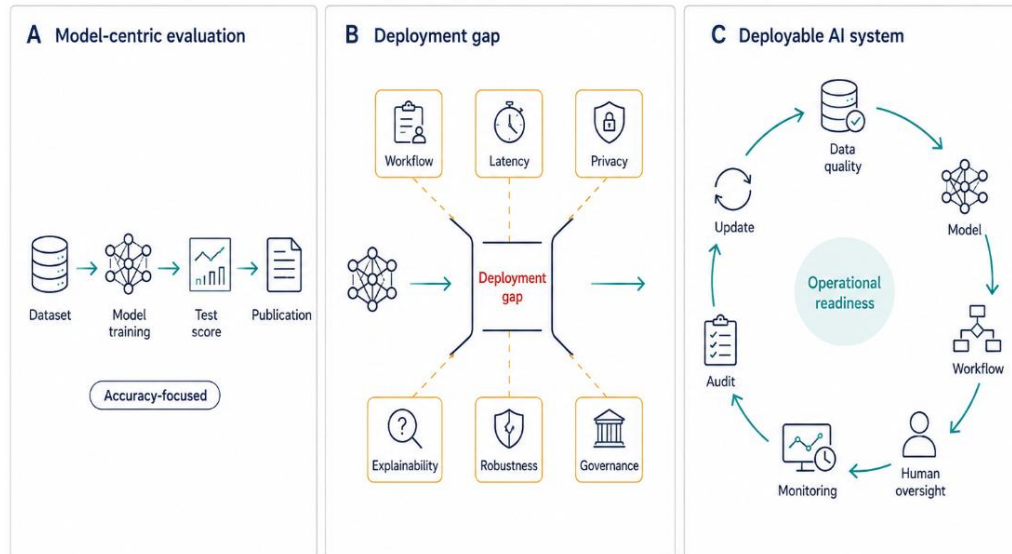 A Model-centric evaluation
Dataset
Model
training
Test
score
Publication
Accuracy-focused
B Deployment gap
Workflow
Latency
Privacy
Deployment
gap
Explainability
Robustness
Governance
C Deployable AI system
Data
quality
Model
Workflow
Human
oversight
Monitoring
Audit
Update
Operational
readiness
?